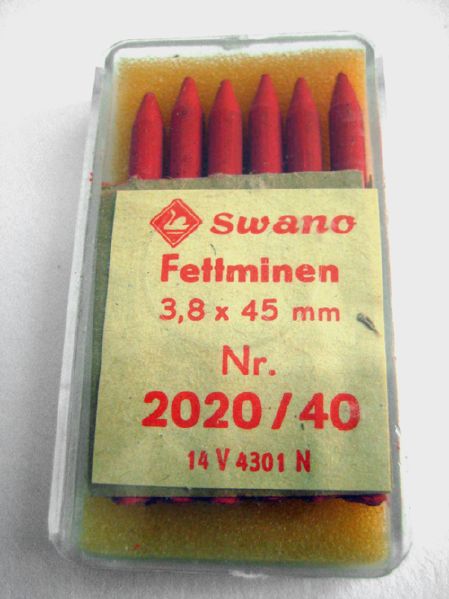 Swano
Fettminen
3,8 x 45 mm
Nr.
2020/40
14 V 4301 N